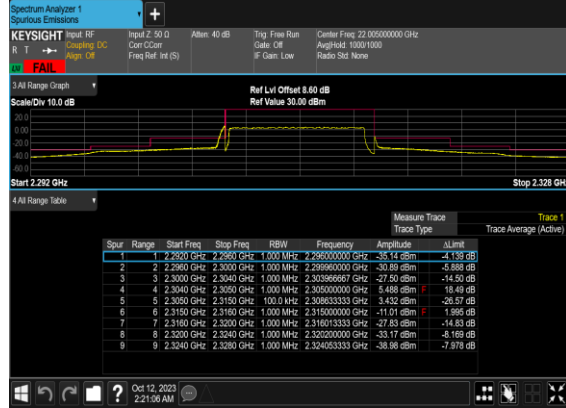 Spectrum Analyzer 1
Spurious Emissions
+
KEYSIGHT Input: RF Input Z: 50 Ω Atten: 40 dB Trig: Free Run Center Freq: 22.005000000 GHz
R T Coupling: DC Corr CCorr Gate: Off Avg|Hold: 1000/1000
Align: Off Freq Ref: Int (S) IF Gain: Low Radio Std: None
FAIL
3 All Range Graph
Ref Lvl Offset 8.60 dB
Scale/Div 10.0 dB Ref Value 30.00 dBm
20.0
0.00
-20.0
-40.0
-60.0
Start 2.292 GHz Stop 2.328 GH
4 All Range Table
Measure Trace Trace 1
Trace Type Trace Average (Active)
Spur Range Start Freq Stop Freq RBW Frequency Amplitude ΔLimit
1 1 2.2920 GHz 2.2960 GHz 1.000 MHz 2.296000000 GHz -35.14 dBm -4.139 dB
2 2 2.2960 GHz 2.3000 GHz 1.000 MHz 2.299960000 GHz -30.89 dBm -5.888 dB
3 3 2.3000 GHz 2.3040 GHz 1.000 MHz 2.303966667 GHz -27.50 dBm -14.50 dB
4 4 2.3040 GHz 2.3050 GHz 1.000 MHz 2.305000000 GHz 5.488 dBm F 18.49 dB
5 5 2.3050 GHz 2.3150 GHz 100.0 kHz 2.308633333 GHz 3.432 dBm -26.57 dB
6 6 2.3150 GHz 2.3160 GHz 1.000 MHz 2.315000000 GHz -11.01 dBm F 1.995 dB
7 7 2.3160 GHz 2.3200 GHz 1.000 MHz 2.316013333 GHz -27.83 dBm -14.83 dB
8 8 2.3200 GHz 2.3240 GHz 1.000 MHz 2.320200000 GHz -33.17 dBm -8.169 dB
9 9 2.3240 GHz 2.3280 GHz 1.000 MHz 2.324053333 GHz -38.98 dBm -7.978 dB
? Oct 12, 2023
2:21:06 AM